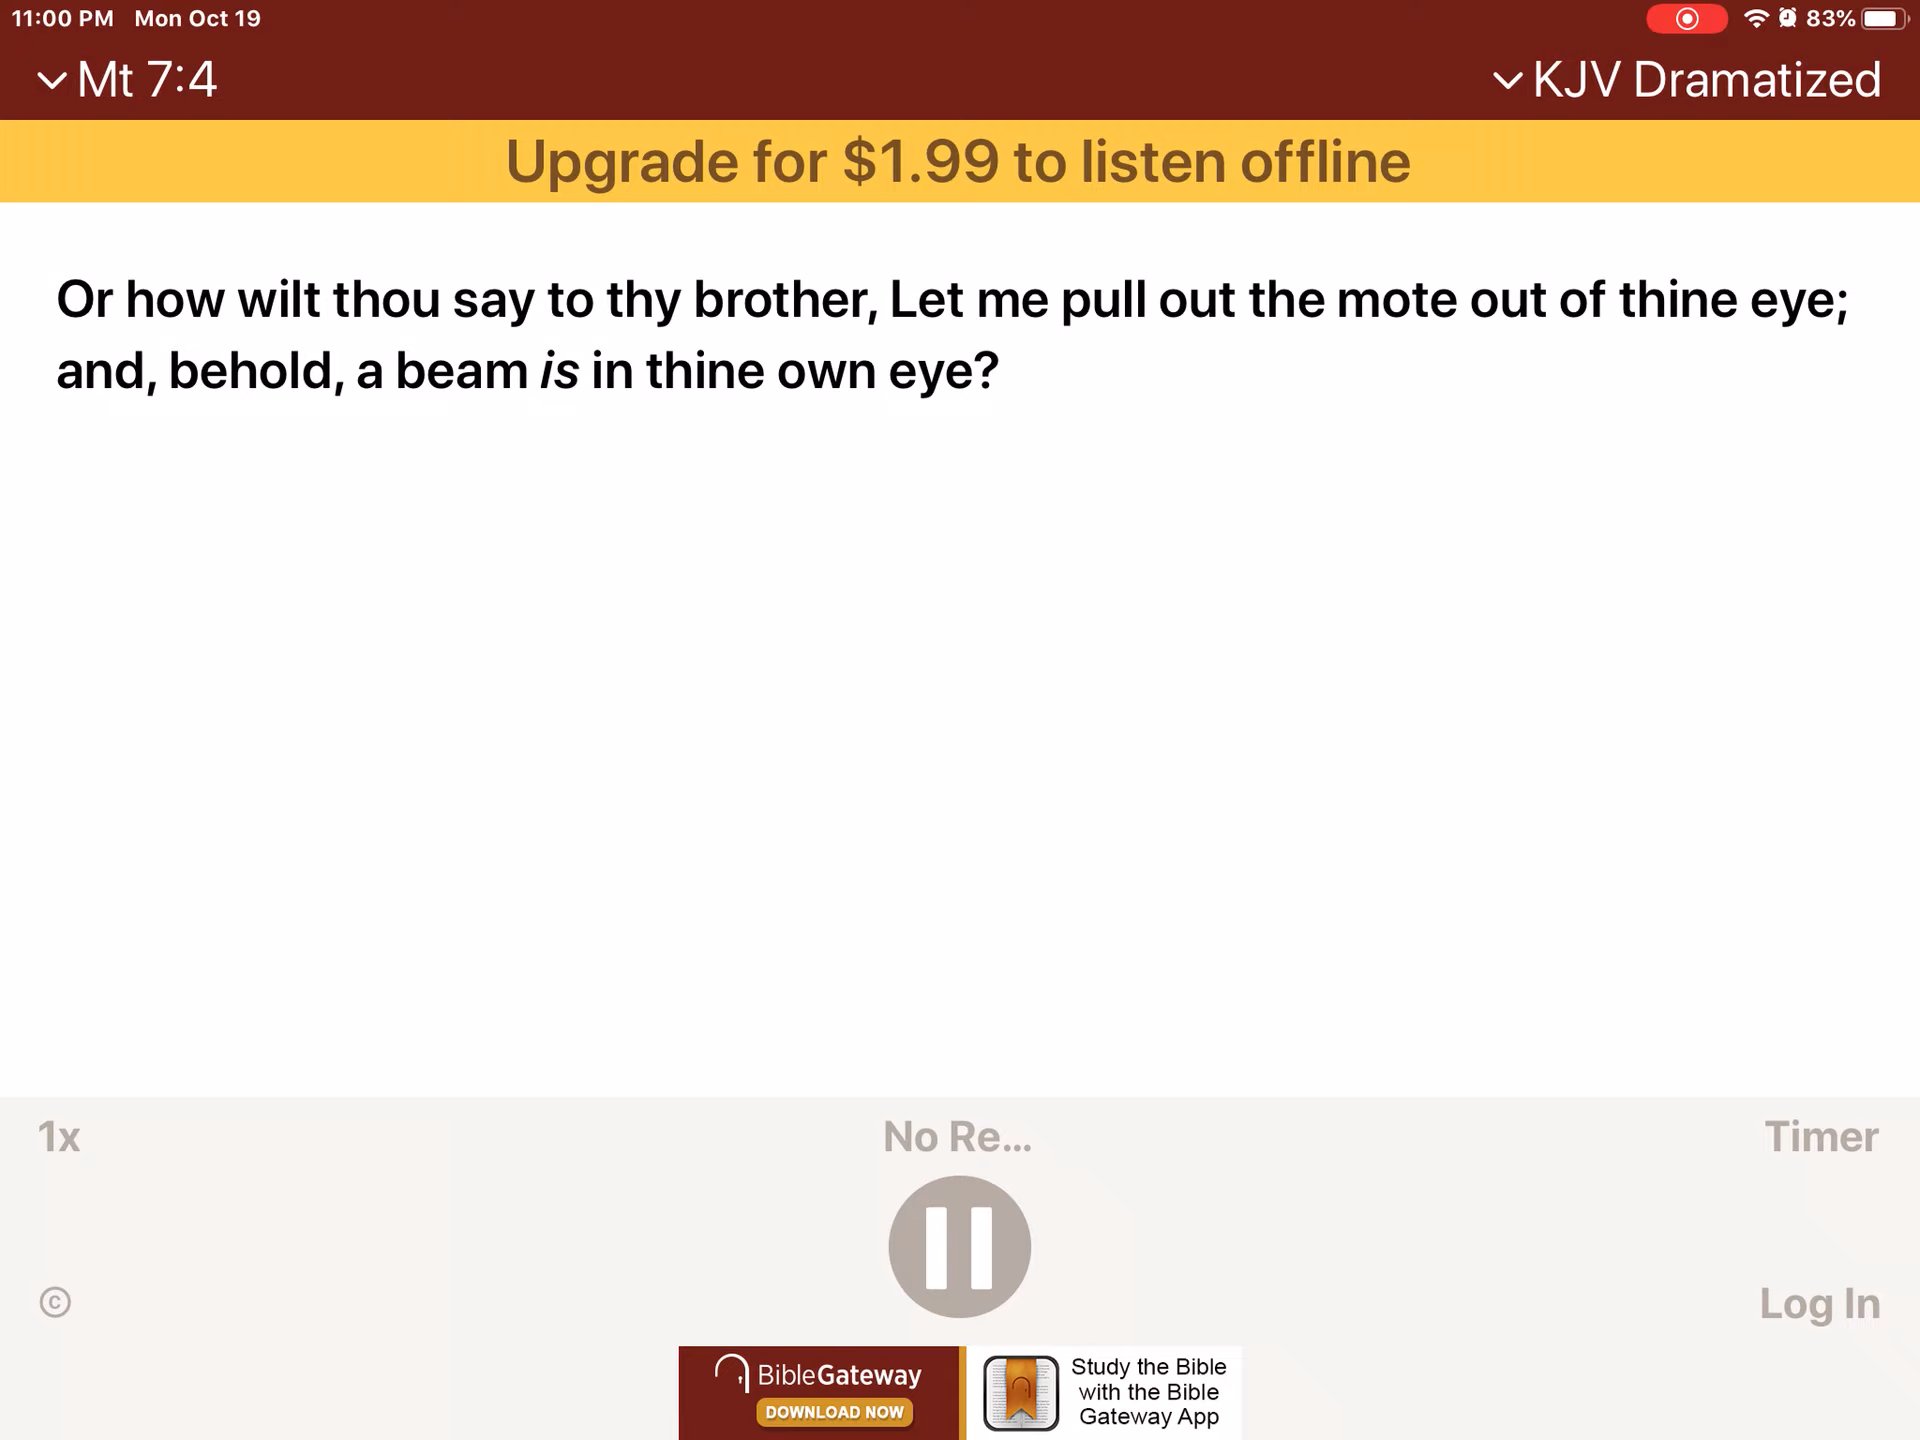 11:00 PM Mon Oct 19
83%
Mt 7:4
KJV Dramatized
Upgrade for $1.99 to listen offline
Or how wilt thou say to thy brother, Let me pull out the mote out of thine eye;
and, behold, a beam is in thine own eye?
1x
No Re...
Timer
©
Log In
BibleGateway
DOWNLOAD NOW
Study the Bible
with the Bible
Gateway App